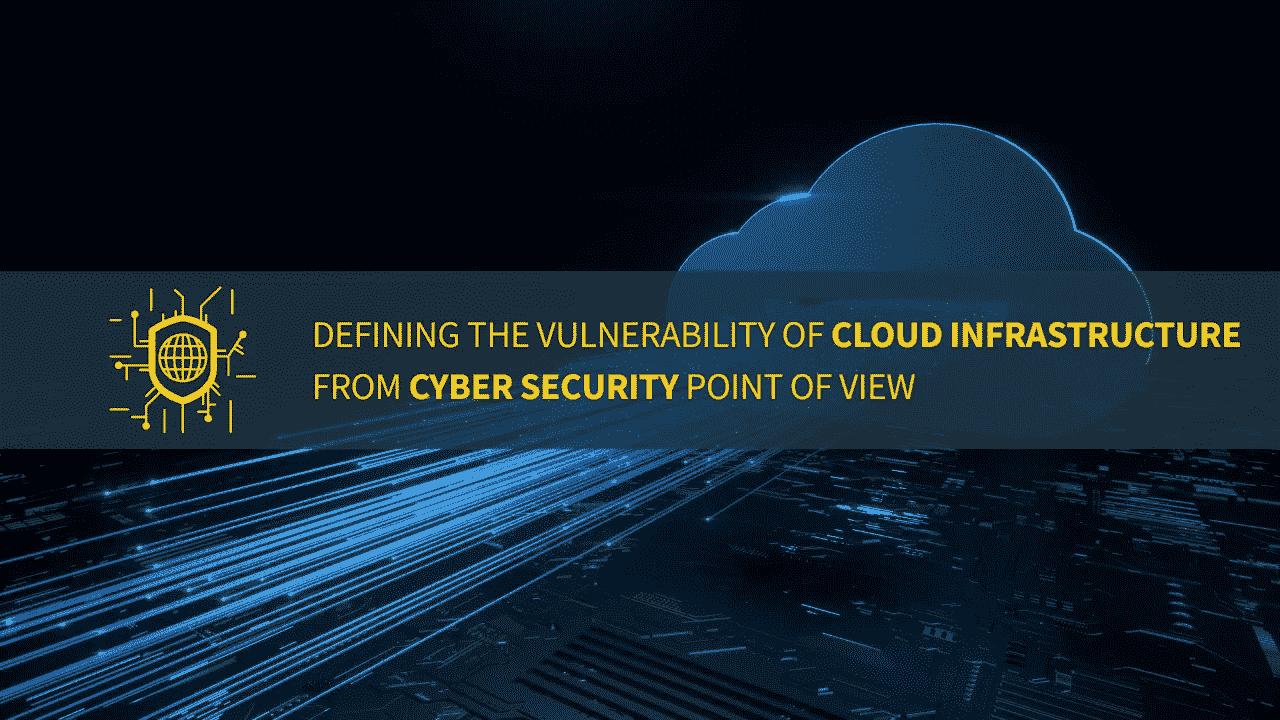 DEFINING THE VULNERABILITY OF CLOUD INFRASTRUCTURE
FROM CYBER SECURITY POINT OF VIEW